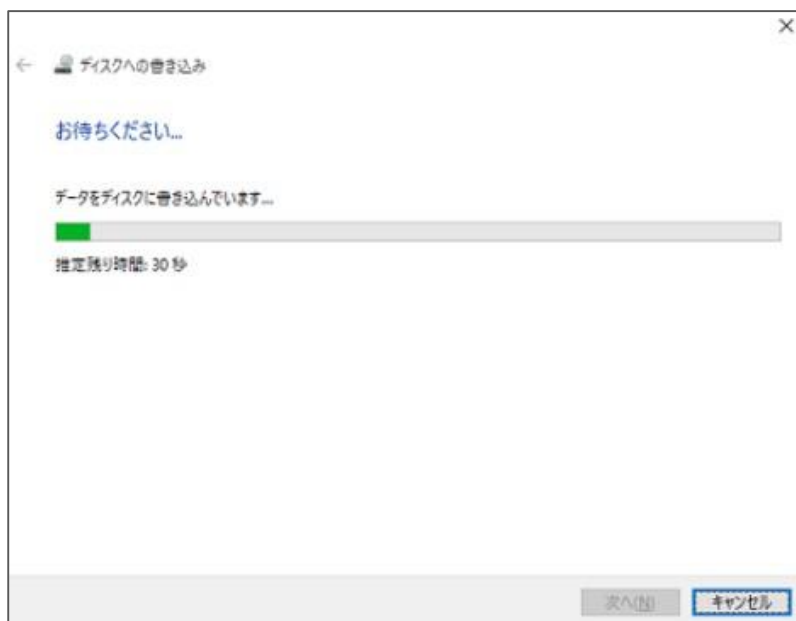 ディスクへの書き込み
お待ちください...
データをディスクに書き込んでいます...
推定残り時間: 30 秒
次へ(N)
キャンセル